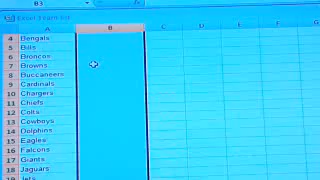 B3
Excel Event list
A B C D E F G
4 Bengals
5 Bills
6 Broncos
7 Browns
8 Buccaneers
9 Cardinals
10 Chargers
11 Chiefs
12 Colts
13 Cowboys
14 Dolphins
15 Eagles
16 Falcons
17 Giants
18 Jaguars
19 Jets